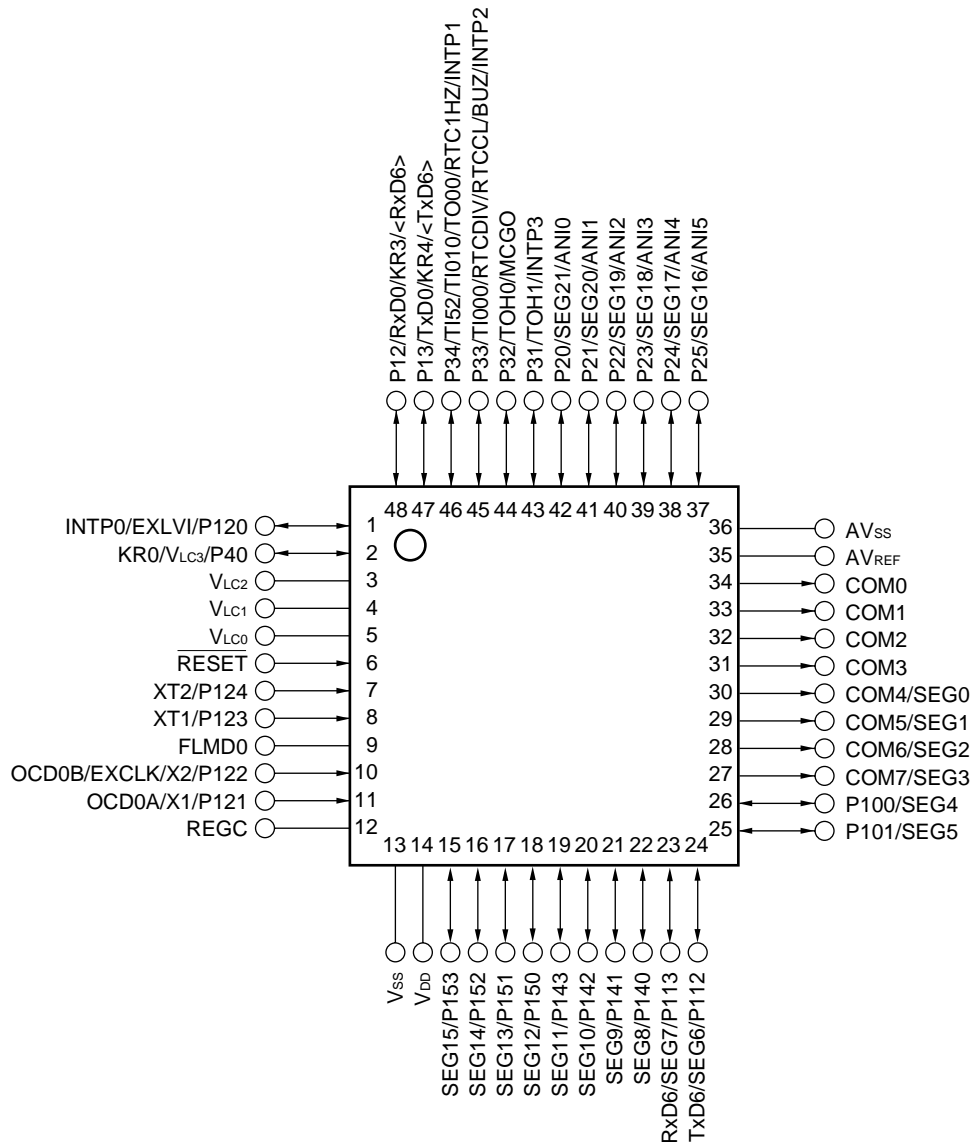 P12/RxD0/KR3/<RxD6>
P13/TxD0/KR4/<TxD6>
P34/TI52/TI010/TO00/RTC1HZ/INTP1
P33/TI000/RTCDIV/RTCCL/BUZ/INTP2
P32/TOH0/MCGO
P31/TOH1/INTP3
P20/SEG21/ANI0
P21/SEG20/ANI1
P22/SEG19/ANI2
P23/SEG18/ANI3
P24/SEG17/ANI4
P25/SEG16/ANI5
48 47 46 45 44 43 42 41 40 39 38 37
INTP0/EXLVI/P120 1
KR0/VLC3/P40 2
VLC2 3
VLC1 4
VLC0 5
RESET 6
XT2/P124 7
XT1/P123 8
FLMD0 9
OCD0B/EXCLK/X2/P122 10
OCD0A/X1/P121 11
REGC 12
36 AVSS
35 AVREF
34 COM0
33 COM1
32 COM2
31 COM3
30 COM4/SEG0
29 COM5/SEG1
28 COM6/SEG2
27 COM7/SEG3
26 P100/SEG4
25 P101/SEG5
13 14 15 16 17 18 19 20 21 22 23 24
VSS
VDD
SEG15/P153
SEG14/P152
SEG13/P151
SEG12/P150
SEG11/P143
SEG10/P142
SEG9/P141
SEG8/P140
RxD6/SEG7/P113
TxD6/SEG6/P112